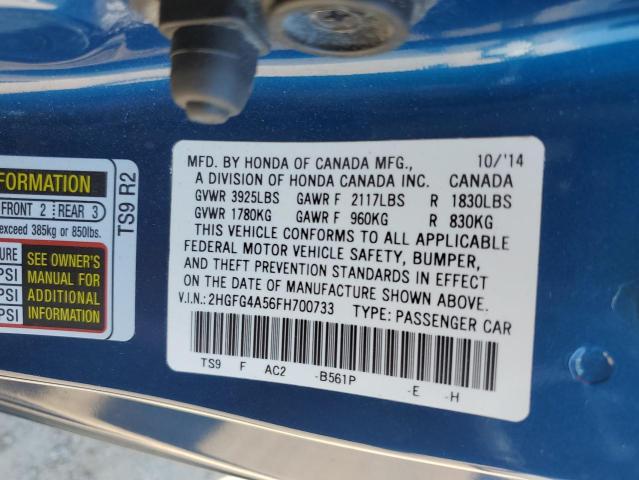 FORMATION
FRONT 2 REAR 3
exceed 385kg or 850lbs.
URE
PSI
PSI
PSI
SEE OWNER'S
MANUAL FOR
ADDITIONAL
INFORMATION
TS9 R2
MFD. BY HONDA OF CANADA MFG., 10/'14
A DIVISION OF HONDA CANADA INC. CANADA
GVWR 3925LBS GAWR F 2117LBS R 1830LBS
GVWR 1780KG GAWR F 960KG R 830KG
THIS VEHICLE CONFORMS TO ALL APPLICABLE
FEDERAL MOTOR VEHICLE SAFETY, BUMPER,
AND THEFT PREVENTION STANDARDS IN EFFECT
ON THE DATE OF MANUFACTURE SHOWN ABOVE.
V.I.N.: 2HGFG4A56FH700733 TYPE: PASSENGER CAR
TS9 F AC2 -B561P -E -H